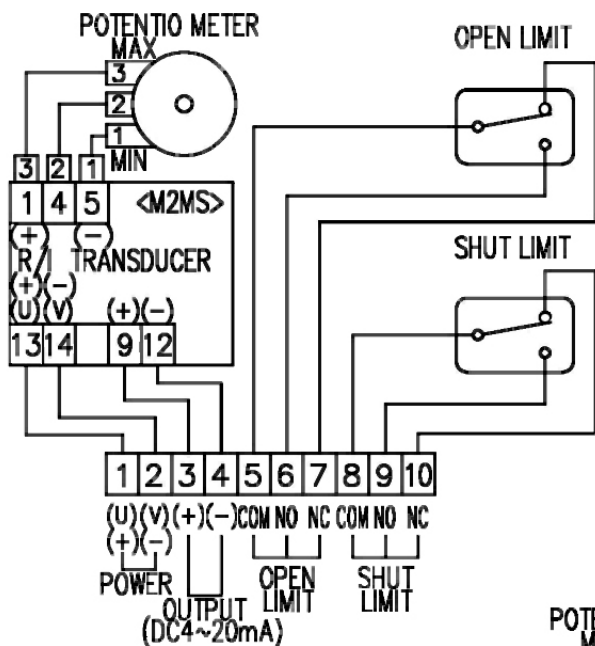 POTENTIO METER
MAX
3
2
1
MIN
OPEN LIMIT
3 2 1
1 4 5 <M2MS>
(+) (-)
R/I TRANSDUCER
(+)(-)
(U)(V) (+)(-)
13 14 9 12
SHUT LIMIT
1 2 3 4 5 6 7 8 9 10
(U)(V)(+)(-)COM NO NC COM NO NC
(+)(-)
POWER
OUTPUT
(DC4~20mA)
OPEN
LIMIT
SHUT
LIMIT
POTE
M